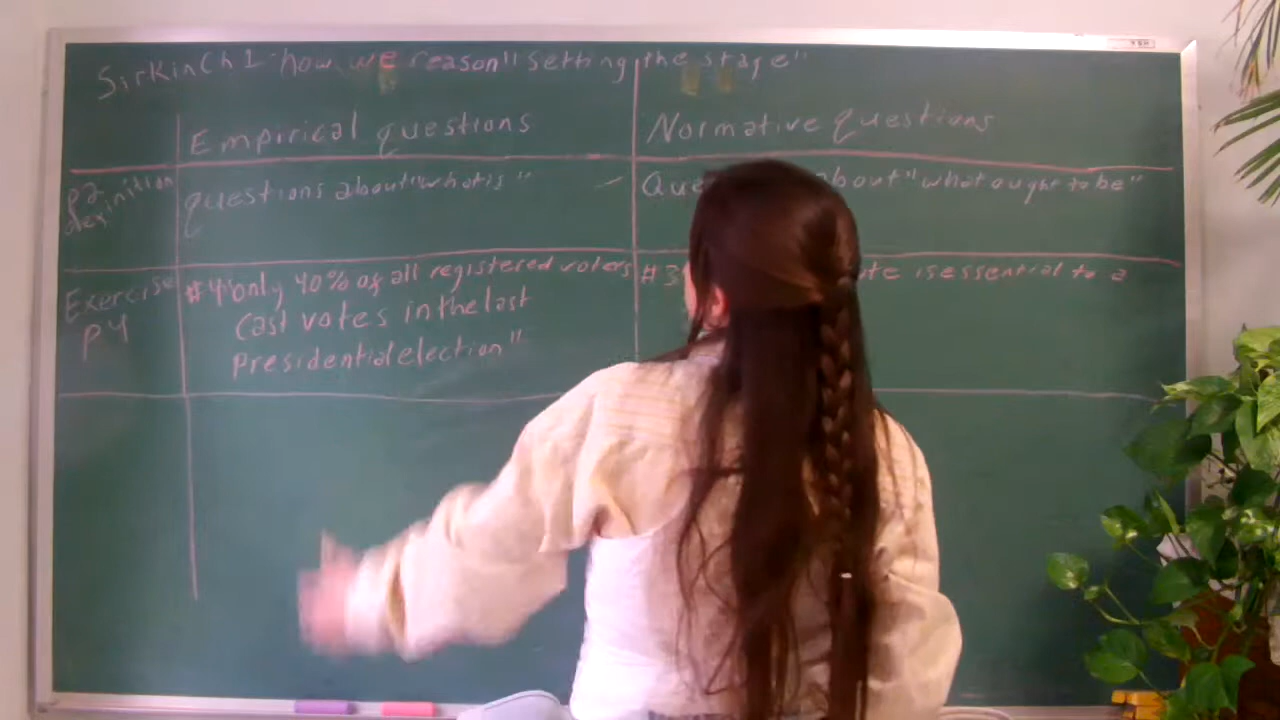 Sirkin Ch 1: how we reason "setting the stage"
Empirical questions
Normative questions
p2
definition
questions about "what is"
about "what ought to be"
Exercise
p4
#4 "only 40% of all registered voters
cast votes in the last
presidential election"
#3
is essential to a